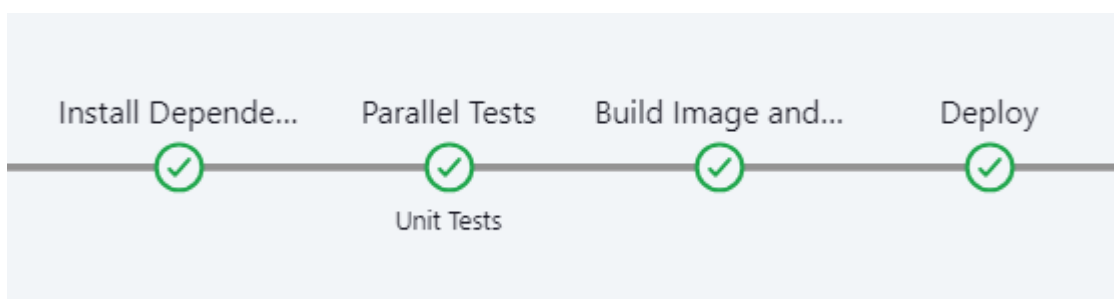 Install Depende...
Parallel Tests
Build Image and...
Deploy
Unit Tests